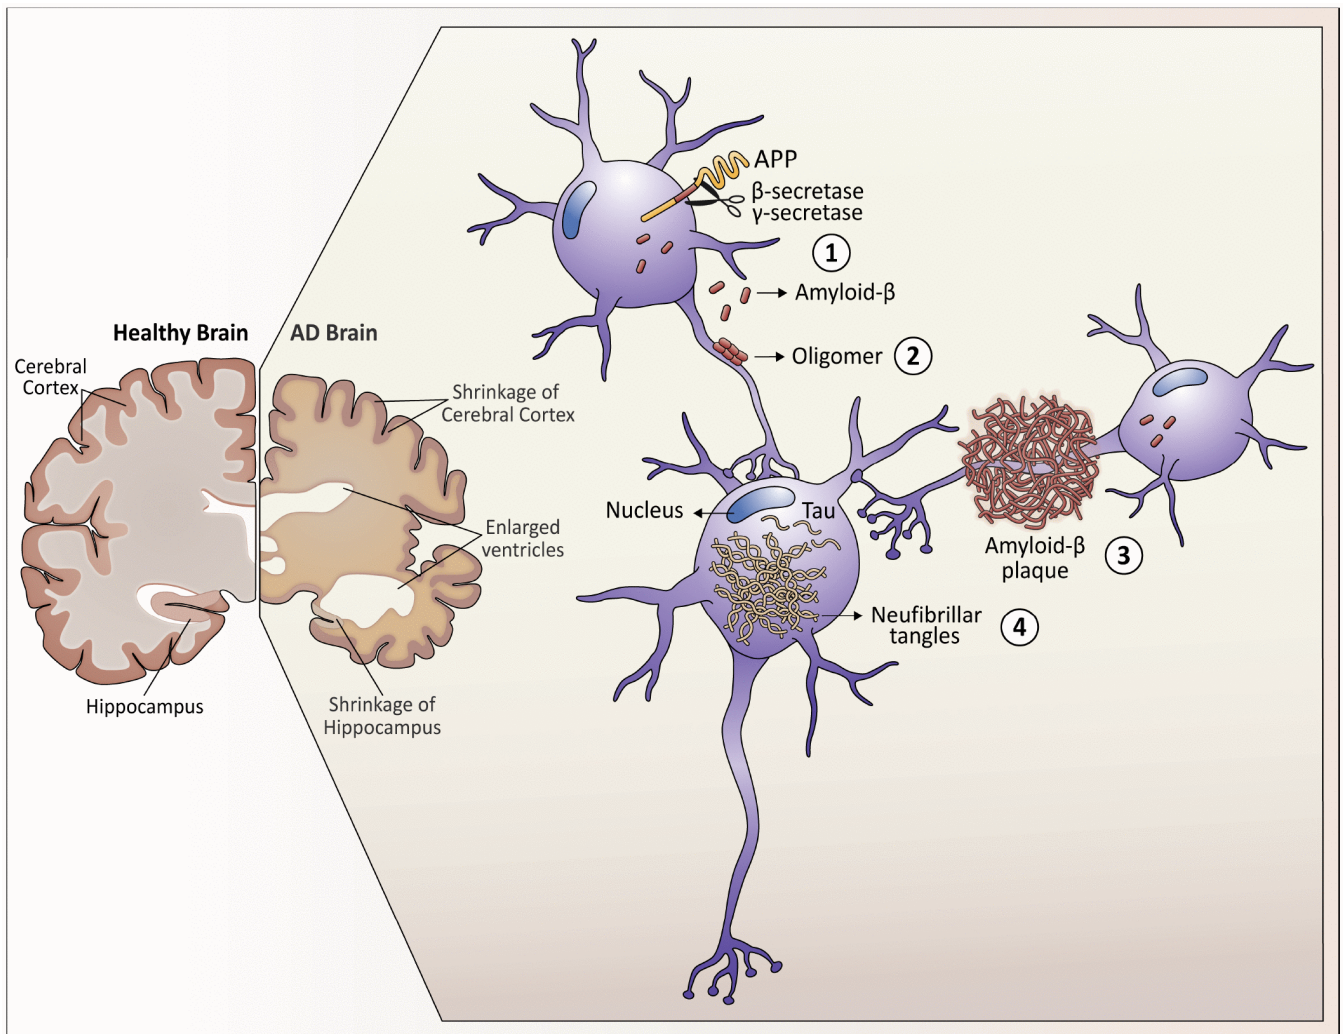 Healthy Brain
AD Brain
Cerebral
Cortex
Shrinkage of
Cerebral Cortex
Enlarged
ventricles
Hippocampus
Shrinkage of
Hippocampus
APP
β-secretase
γ-secretase
1
Amyloid-β
Oligomer 2
Nucleus
Tau
Amyloid-β
plaque
3
Neufibrillar
tangles
4